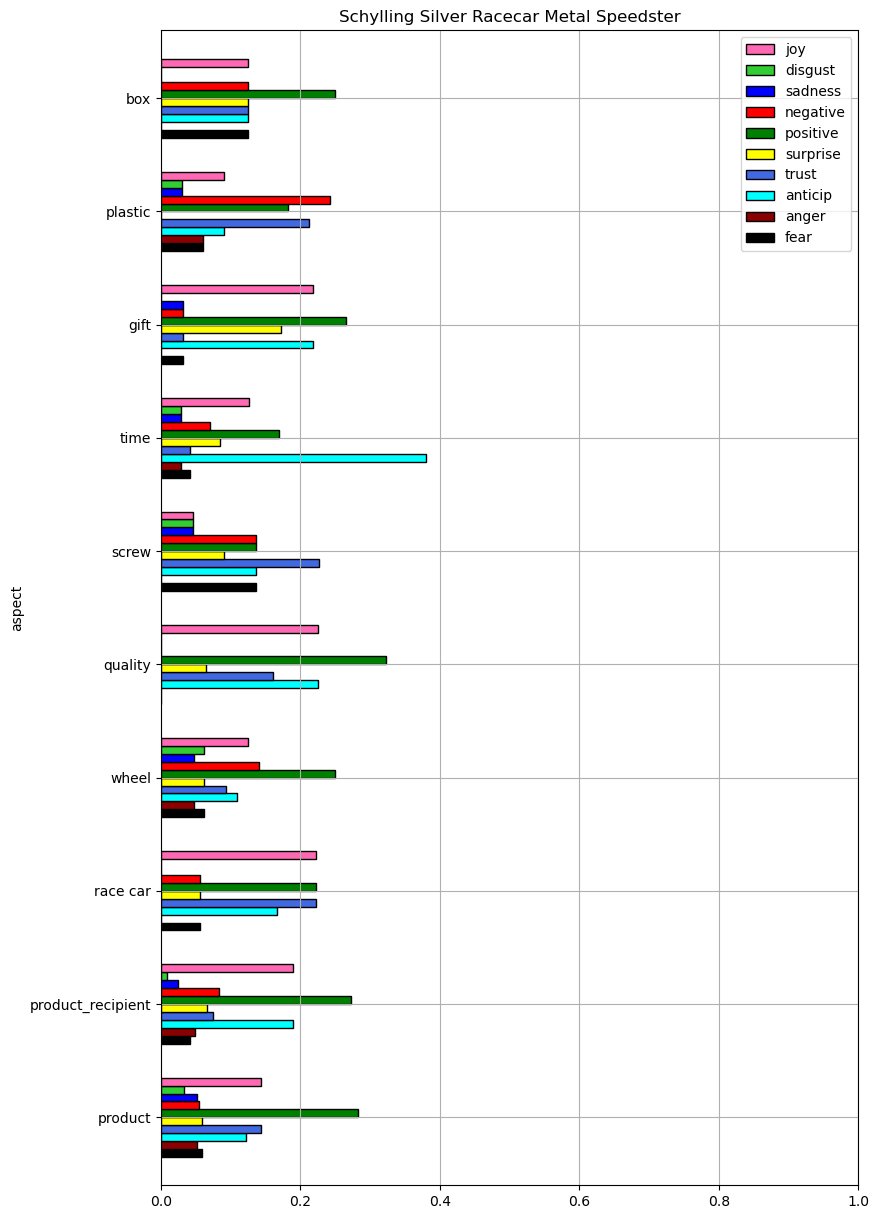 Schylling Silver Racecar Metal Speedster
joy
disgust
sadness
negative
positive
surprise
trust
anticip
anger
fear
aspect
box
plastic
gift
time
screw
quality
wheel
race car
product_recipient
product
0.0 0.2 0.4 0.6 0.8 1.0